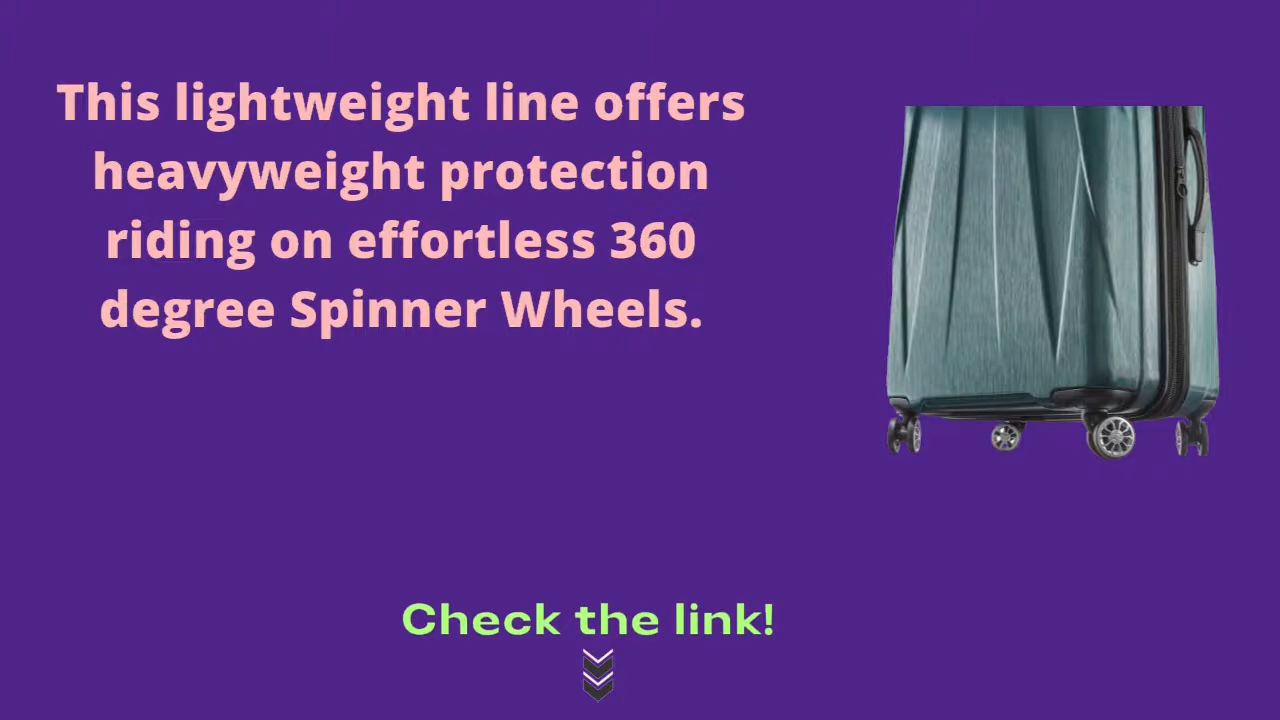 This lightweight line offers
heavyweight protection
riding on effortless 360
degree Spinner Wheels.
Check the link!